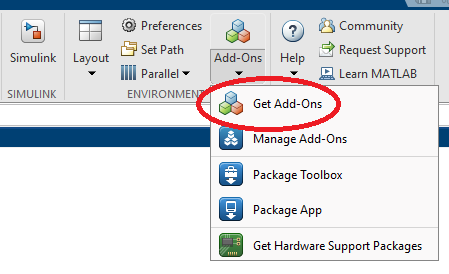 Preferences
Community
Set Path
Request Support
Simulink
Layout
Parallel
Add-Ons
Help
Learn MATLAB
SIMULINK
Get Add-Ons
Manage Add-Ons
Package Toolbox
Package App
Get Hardware Support Packages